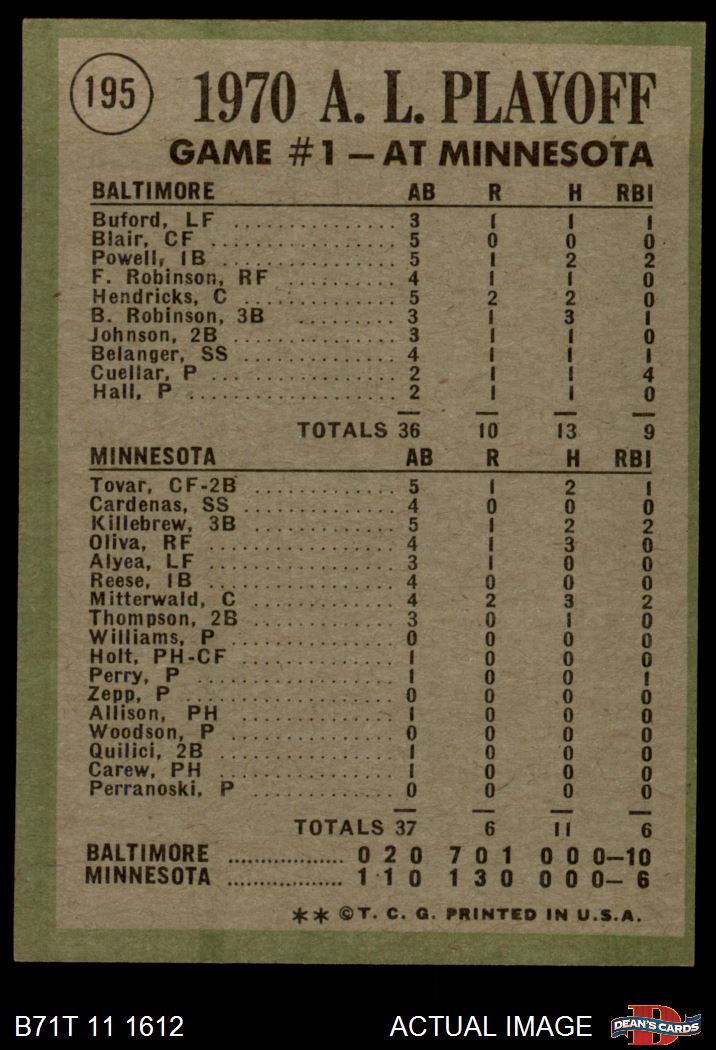 195
1970 A. L. PLAYOFF
GAME #1 – AT MINNESOTA
BALTIMORE AB R H RBI
Buford, LF .............. 3 1 1 1
Blair, CF .............. 5 0 0 0
Powell, 1B .............. 5 1 2 2
F. Robinson, RF .......... 4 1 1 0
Hendricks, C ............ 5 2 2 0
B. Robinson, 3B ......... 3 1 3 1
Johnson, 2B ............. 3 1 1 0
Belanger, SS ............ 4 1 1 1
Cuellar, P .............. 2 1 1 4
Hall, P ................. 2 1 1 0
TOTALS 36 10 13 9
MINNESOTA AB R H RBI
Tovar, CF-2B ............ 5 1 2 1
Cardenas, SS ............ 4 0 0 0
Killebrew, 3B ........... 5 1 2 2
Oliva, RF ............... 4 1 3 0
Alyea, LF ............... 3 1 0 0
Reese, 1B ............... 4 0 0 0
Mitterwald, C ........... 4 2 3 2
Thompson, 2B ............ 3 0 1 0
Williams, P ............. 0 0 0 0
Holt, PH-CF ............. 1 0 0 0
Perry, P ................ 1 0 0 1
Zepp, P ................. 0 0 0 0
Allison, PH ............. 1 0 0 0
Woodson, P .............. 0 0 0 0
Quilici, 2B ............. 1 0 0 0
Carew, PH ............... 1 0 0 0
Perranoski, P ........... 0 0 0 0
TOTALS 37 6 11 6
BALTIMORE .................. 0 2 0 7 0 1 0 0 0–10
MINNESOTA .................. 1 1 0 1 3 0 0 0 0– 6
** ©T. C. G. PRINTED IN U.S.A.
B71T 11 1612 ACTUAL IMAGE D DEAN'S CARDS